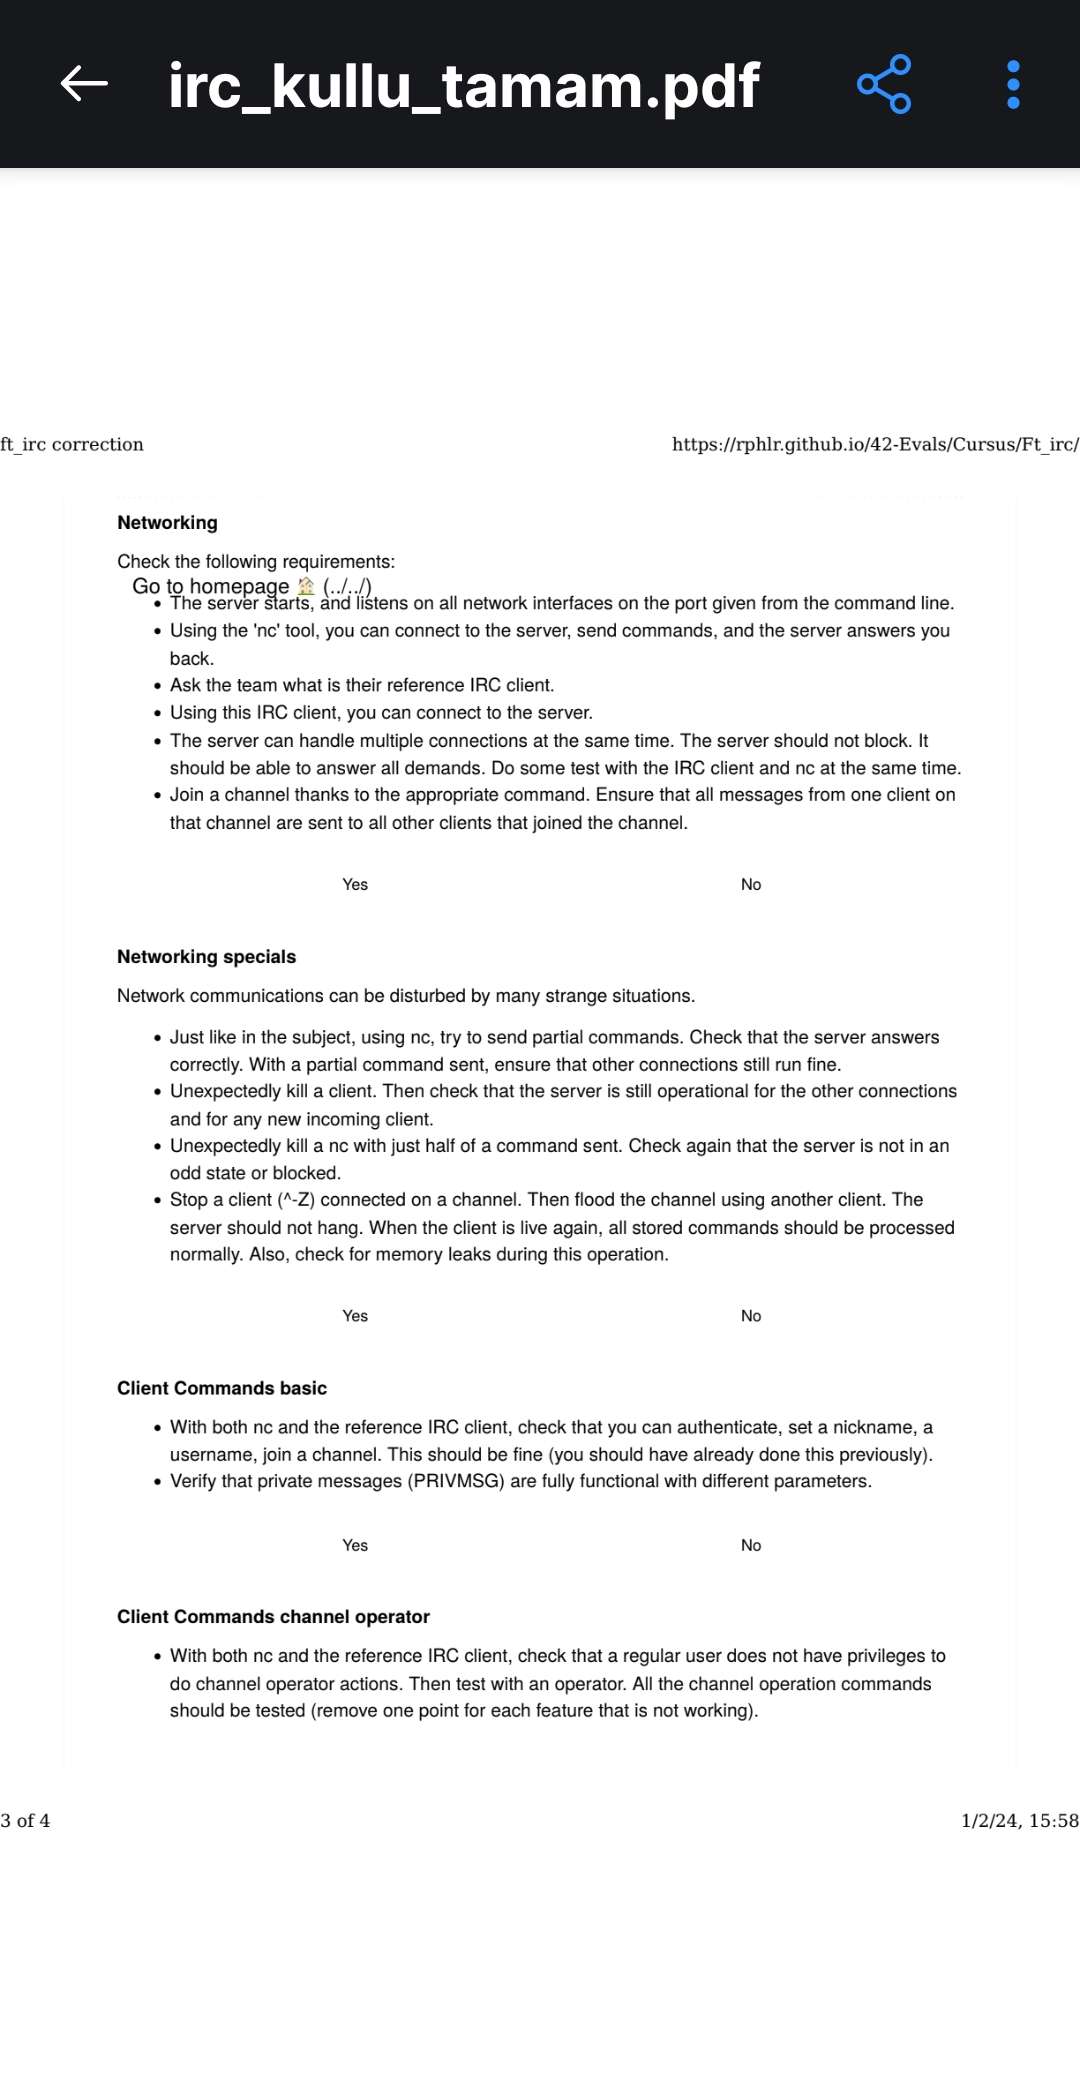 irc_kullu_tamam.pdf
ft_irc correction
https://rphlr.github.io/42-Evals/Cursus/Ft_irc/
Networking
Check the following requirements:
Go to homepage 🏠 (../../)
• The server starts, and listens on all network interfaces on the port given from the command line.
• Using the 'nc' tool, you can connect to the server, send commands, and the server answers you
back.
• Ask the team what is their reference IRC client.
• Using this IRC client, you can connect to the server.
• The server can handle multiple connections at the same time. The server should not block. It
should be able to answer all demands. Do some test with the IRC client and nc at the same time.
• Join a channel thanks to the appropriate command. Ensure that all messages from one client on
that channel are sent to all other clients that joined the channel.
Yes No
Networking specials
Network communications can be disturbed by many strange situations.
• Just like in the subject, using nc, try to send partial commands. Check that the server answers
correctly. With a partial command sent, ensure that other connections still run fine.
• Unexpectedly kill a client. Then check that the server is still operational for the other connections
and for any new incoming client.
• Unexpectedly kill a nc with just half of a command sent. Check again that the server is not in an
odd state or blocked.
• Stop a client (^-Z) connected on a channel. Then flood the channel using another client. The
server should not hang. When the client is live again, all stored commands should be processed
normally. Also, check for memory leaks during this operation.
Yes No
Client Commands basic
• With both nc and the reference IRC client, check that you can authenticate, set a nickname, a
username, join a channel. This should be fine (you should have already done this previously).
• Verify that private messages (PRIVMSG) are fully functional with different parameters.
Yes No
Client Commands channel operator
• With both nc and the reference IRC client, check that a regular user does not have privileges to
do channel operator actions. Then test with an operator. All the channel operation commands
should be tested (remove one point for each feature that is not working).
3 of 4
1/2/24, 15:58